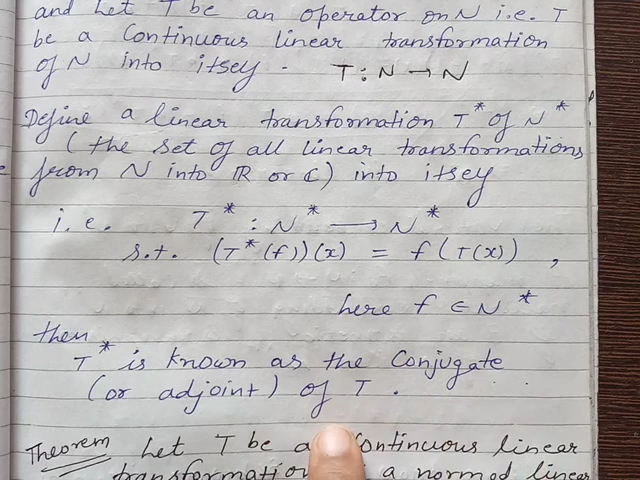 and Let T be an operator on N i.e. T
be a Continuous linear transformation
of N into itsey. T : N → N
Define a linear transformation T* of N*
(the set of all linear transformations
from N into R or C) into itsey
i.e. T* : N* → N*
s.t. (T*(f))(x) = f(T(x)),
here f ∈ N*
then
T* is known as the Conjugate
(or adjoint) of T.
Theorem Let T be a Continuous linear
transformation a normed linear